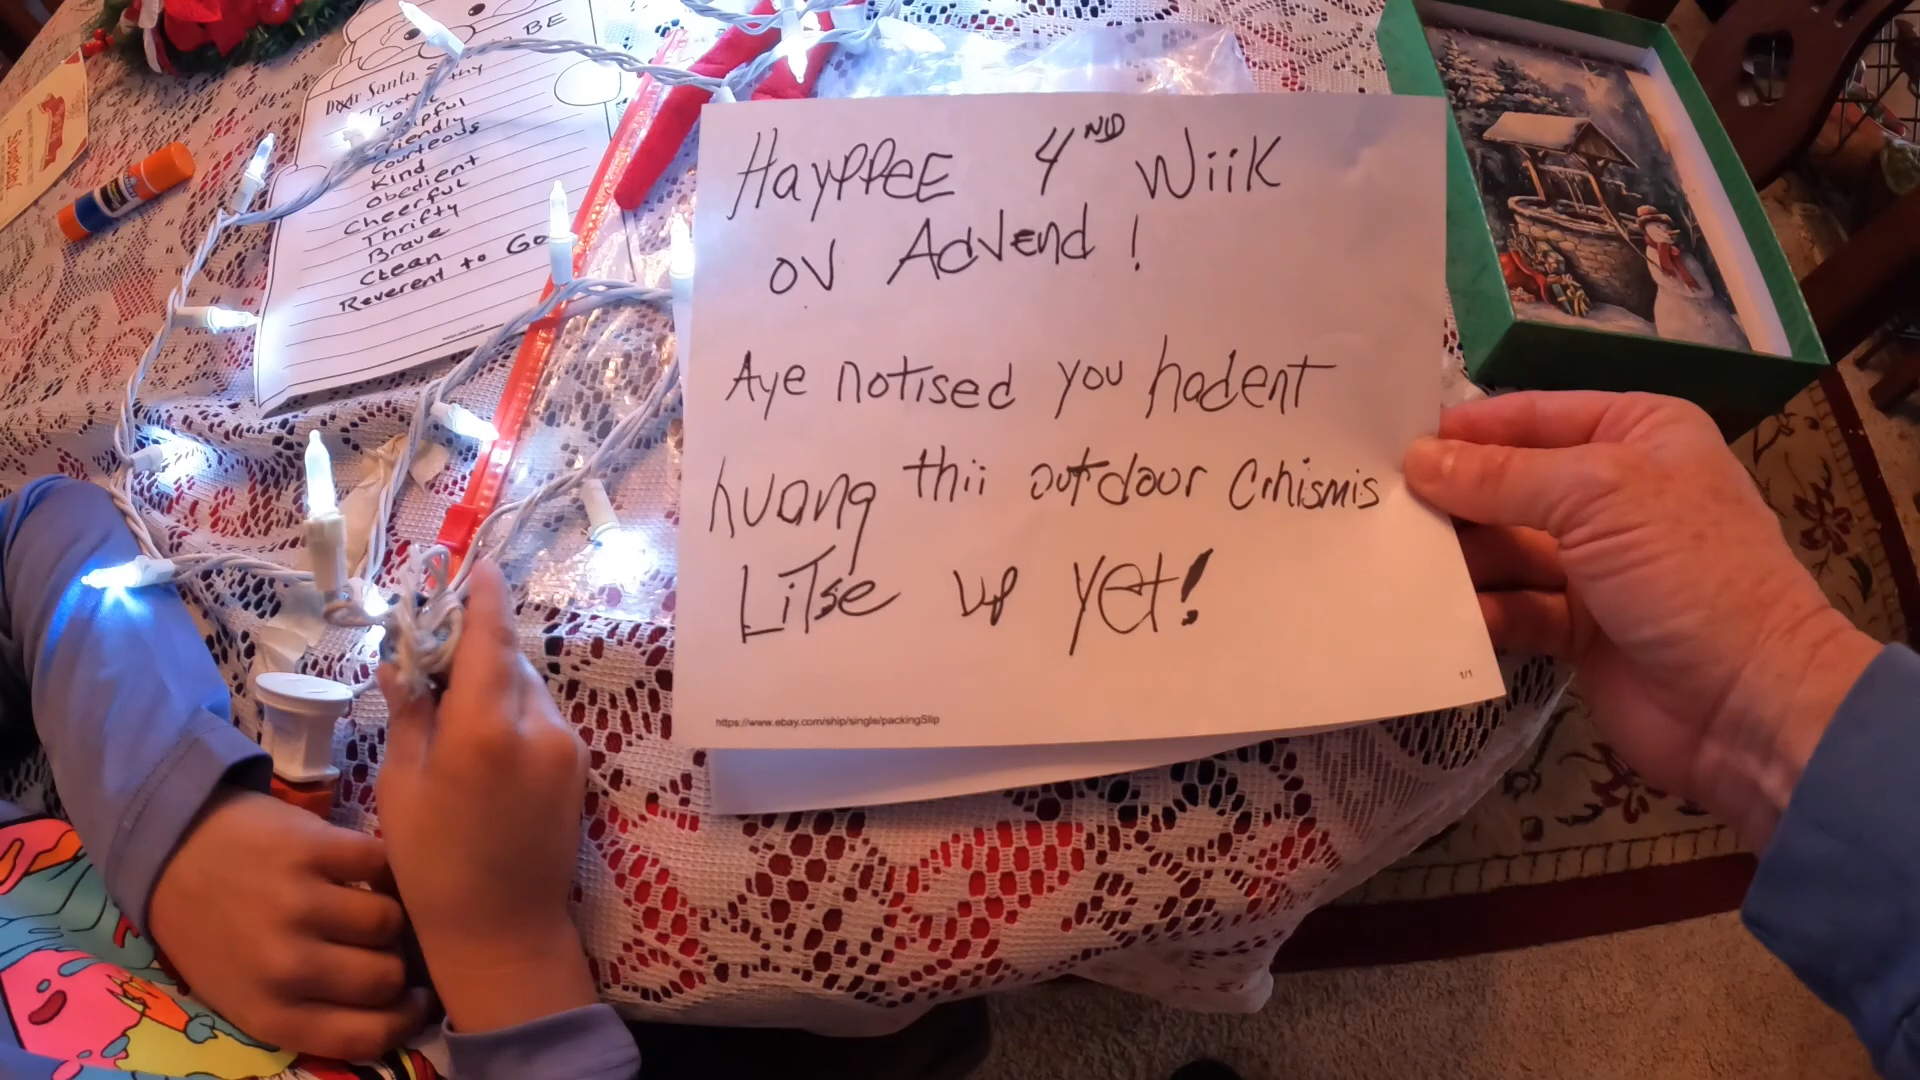 BE
Dear Santa,
Trustworthy
Loyal
Helpful
Friendly
Courteous
Kind
Obedient
Cheerful
Thrifty
Brave
Clean
Reverent to Go
HayPPeE 4ND Wiik
ov Advend!
Aye notised you hadent
huang thii outdoor Crhismis
LiTse up Yet!
1/1
https://www.ebay.com/ship/single/packingSlip